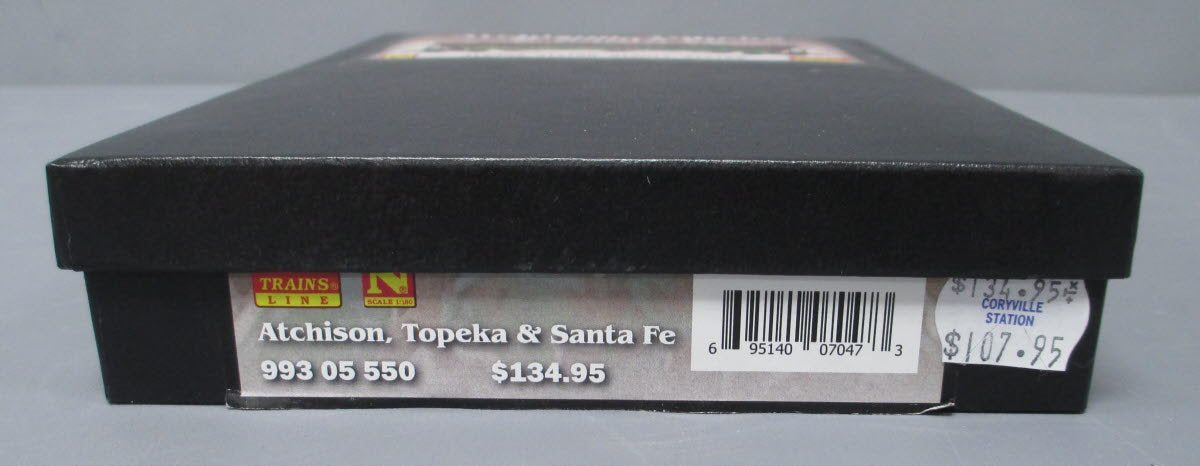 TRAINS®
LINE
N®
SCALE 1:160
Atchison, Topeka & Santa Fe
993 05 550 $134.95
6 95140 07047 3
$134.95
CORYVILLE
STATION
$107.95